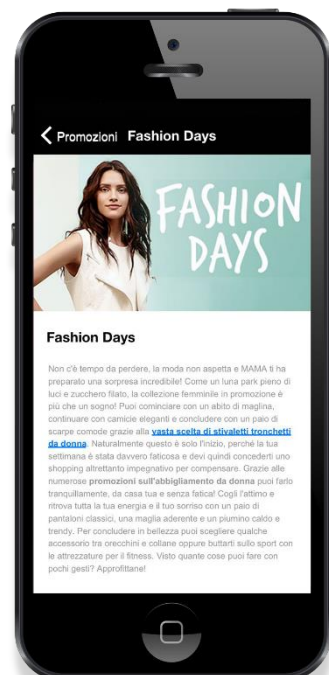 Promozioni Fashion Days
FASHION
DAYS
Fashion Days
Non c'è tempo da perdere, la moda non aspetta e MAMA ti ha
preparato una sorpresa incredibile! Come un luna park pieno di
luci e zucchero filato, la collezione femminile in promozione è
più che un sogno! Puoi cominciare con un abito di maglina,
continuare con camicie eleganti e concludere con un paio di
scarpe comode grazie alla vasta scelta di stivaletti tronchetti
da donna. Naturalmente questo è solo l'inizio, perché la tua
settimana è stata davvero faticosa e devi quindi concederti uno
shopping altrettanto impegnativo per compensare. Grazie alle
numerose promozioni sull'abbigliamento da donna puoi farlo
tranquillamente, da casa tua e senza fatica! Cogli l'attimo e
ritrova tutta la tua energia e il tuo sorriso con un paio di
pantaloni classici, una maglia aderente e un piumino caldo e
trendy. Per concludere in bellezza puoi scegliere qualche
accessorio tra orecchini e collane oppure buttarti sullo sport con
le attrezzature per il fitness. Visto quante cose puoi fare con
pochi gesti? Approfittane!